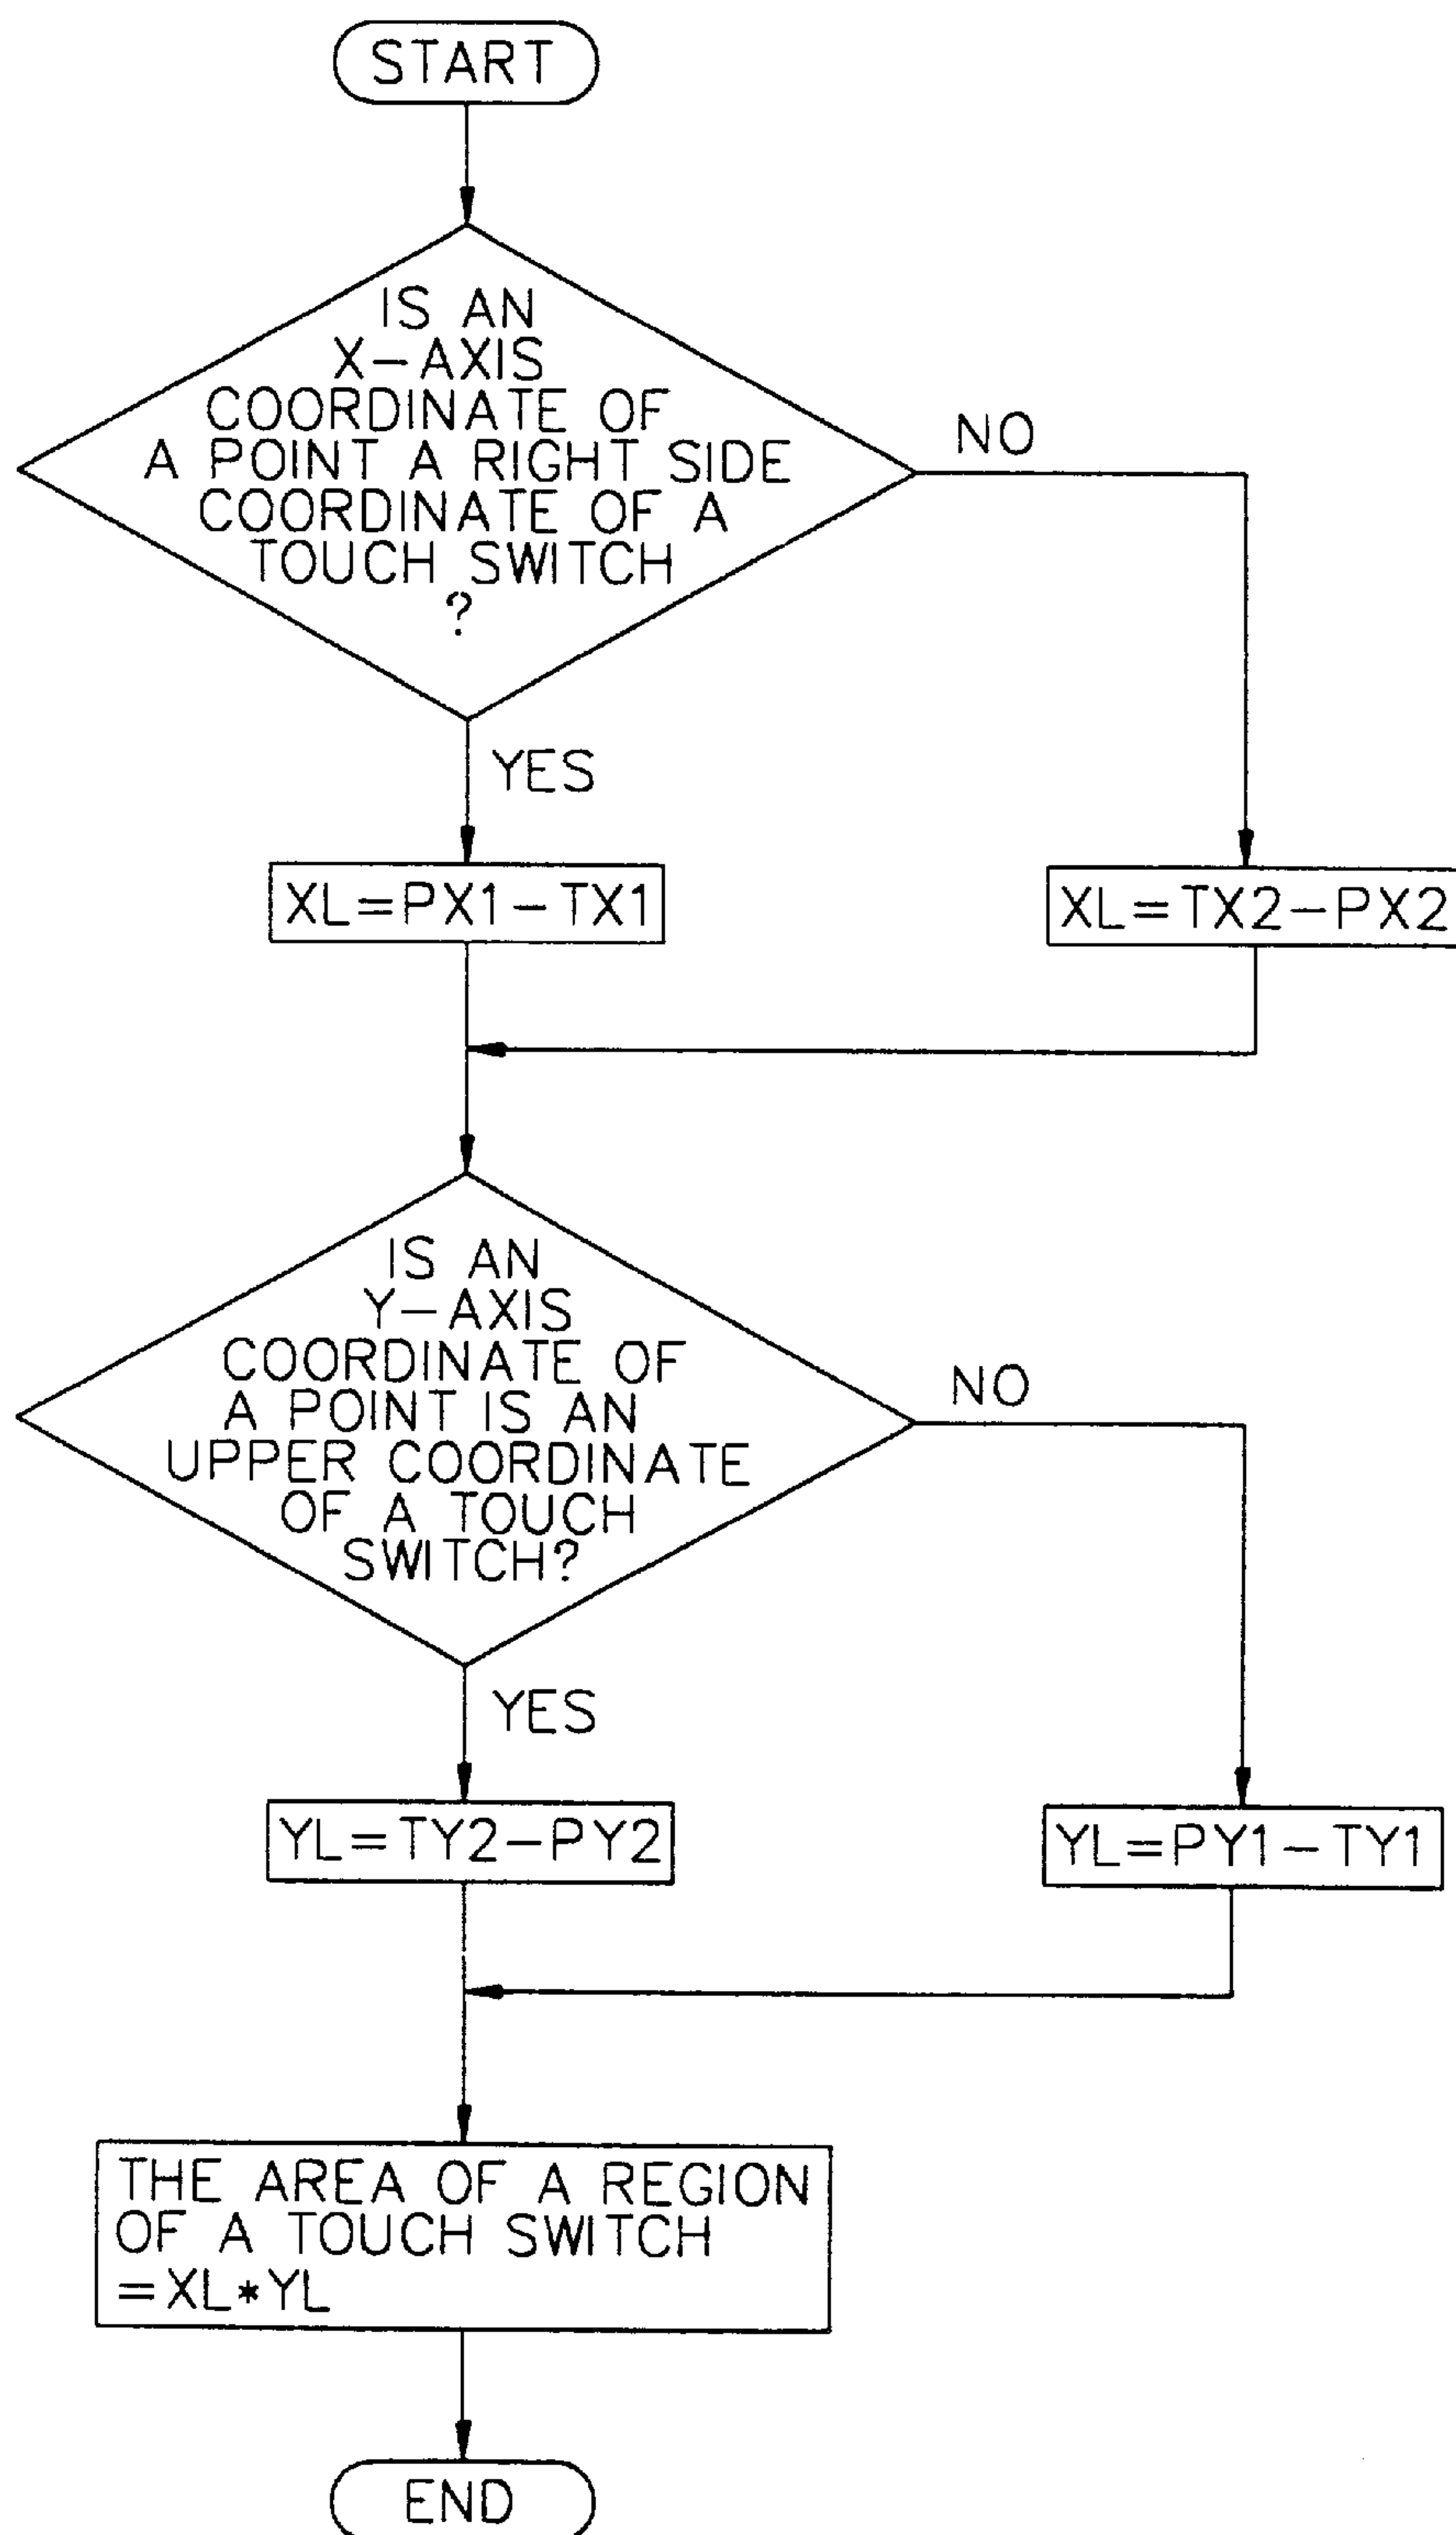 START
IS AN
X-AXIS
COORDINATE OF
A POINT A RIGHT SIDE
COORDINATE OF A
TOUCH SWITCH
?
NO
YES
XL=PX1-TX1
XL=TX2-PX2
IS AN
Y-AXIS
COORDINATE OF
A POINT IS AN
UPPER COORDINATE
OF A TOUCH
SWITCH?
NO
YES
YL=TY2-PY2
YL=PY1-TY1
THE AREA OF A REGION
OF A TOUCH SWITCH
=XL*YL
END